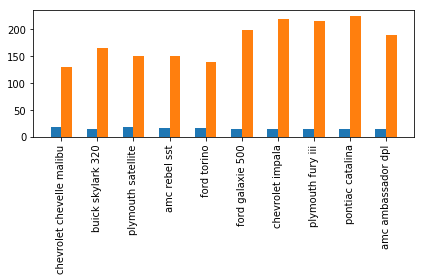 200
150
100
50
0
chevrolet chevelle malibu
buick skylark 320
plymouth satellite
amc rebel sst
ford torino
ford galaxie 500
chevrolet impala
plymouth fury iii
pontiac catalina
amc ambassador dpl